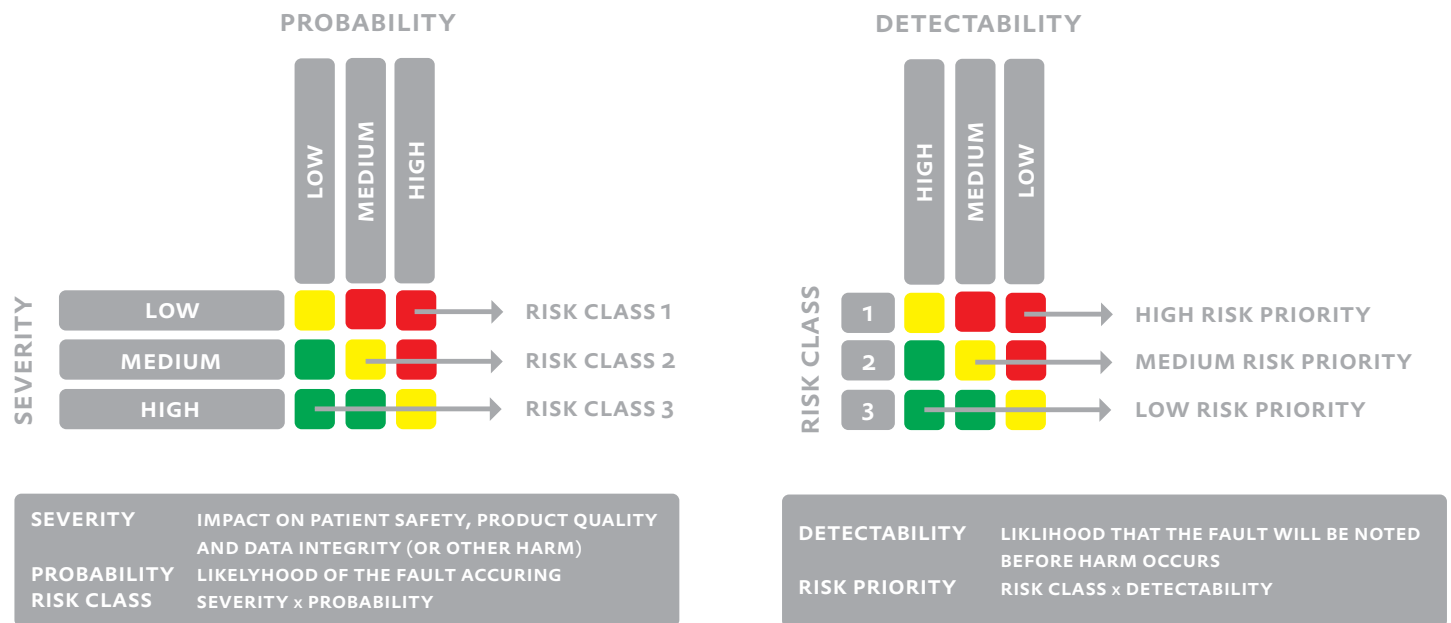 PROBABILITY
LOW
MEDIUM
HIGH
SEVERITY
LOW
RISK CLASS 1
MEDIUM
RISK CLASS 2
HIGH
RISK CLASS 3
SEVERITY IMPACT ON PATIENT SAFETY, PRODUCT QUALITY
AND DATA INTEGRITY (OR OTHER HARM)
PROBABILITY LIKELYHOOD OF THE FAULT ACCURING
RISK CLASS SEVERITY x PROBABILITY
DETECTABILITY
HIGH
MEDIUM
LOW
RISK CLASS
1
HIGH RISK PRIORITY
2
MEDIUM RISK PRIORITY
3
LOW RISK PRIORITY
DETECTABILITY LIKLIHOOD THAT THE FAULT WILL BE NOTED
BEFORE HARM OCCURS
RISK PRIORITY RISK CLASS x DETECTABILITY